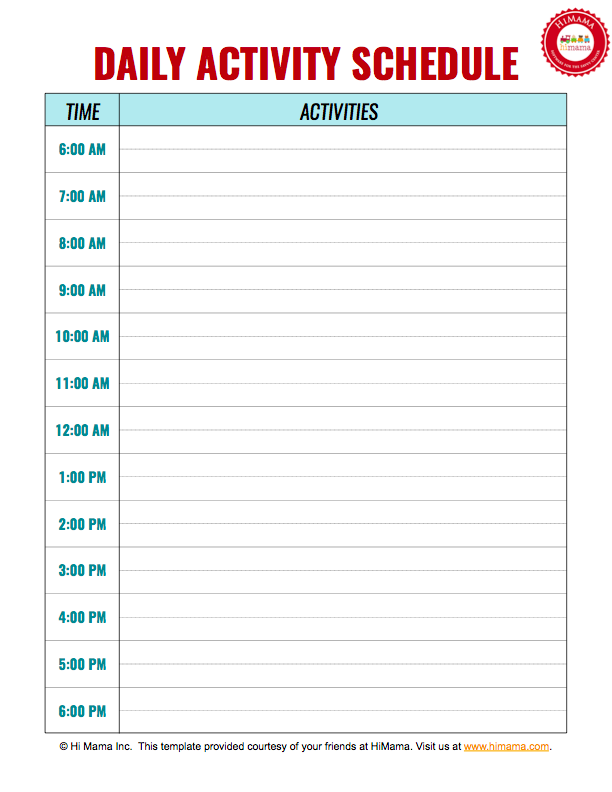 HIMAMA
himama
DAILY ACTIVITY SCHEDULE
TIME ACTIVITIES
6:00 AM
7:00 AM
8:00 AM
9:00 AM
10:00 AM
11:00 AM
12:00 AM
1:00 PM
2:00 PM
3:00 PM
4:00 PM
5:00 PM
6:00 PM
© Hi Mama Inc. This template provided courtesy of your friends at HiMama. Visit us at www.himama.com.